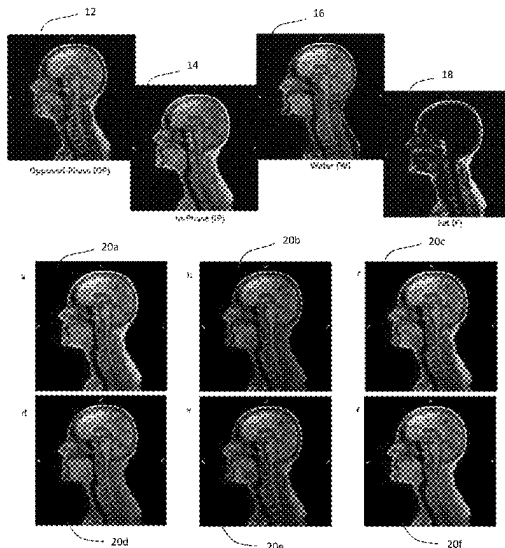 12
16
14
18
Opposed-Phase (OP)
In-Phase (IP)
Water (W)
Fat (F)
20a
20b
20c
20d
20e
20f